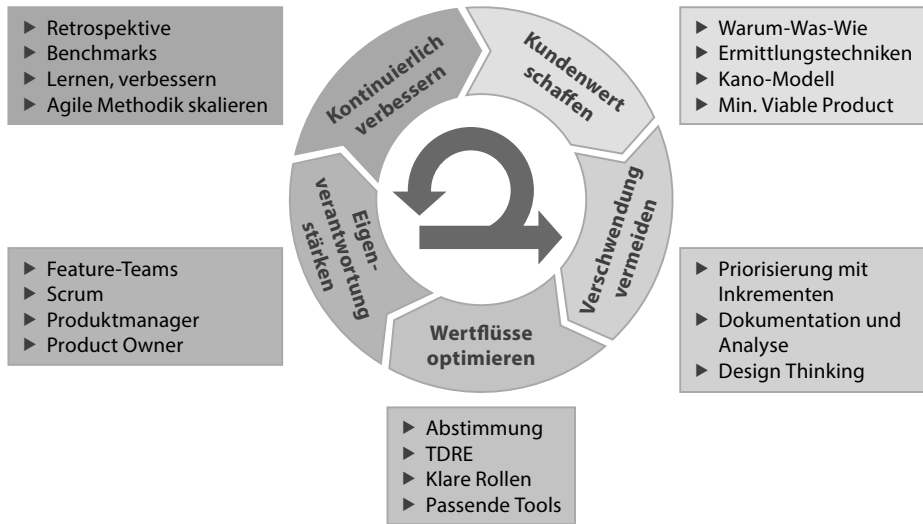 Retrospektive
Benchmarks
Lernen, verbessern
Agile Methodik skalieren
Kontinuierlich
verbessern
Kundenwert
schaffen
Warum-Was-Wie
Ermittlungstechniken
Kano-Modell
Min. Viable Product
Eigen-
verantwortung
stärken
Verschwendung
vermeiden
Feature-Teams
Scrum
Produktmanager
Product Owner
Wertflüsse
optimieren
Priorisierung mit
Inkrementen
Dokumentation und
Analyse
Design Thinking
Abstimmung
TDRE
Klare Rollen
Passende Tools